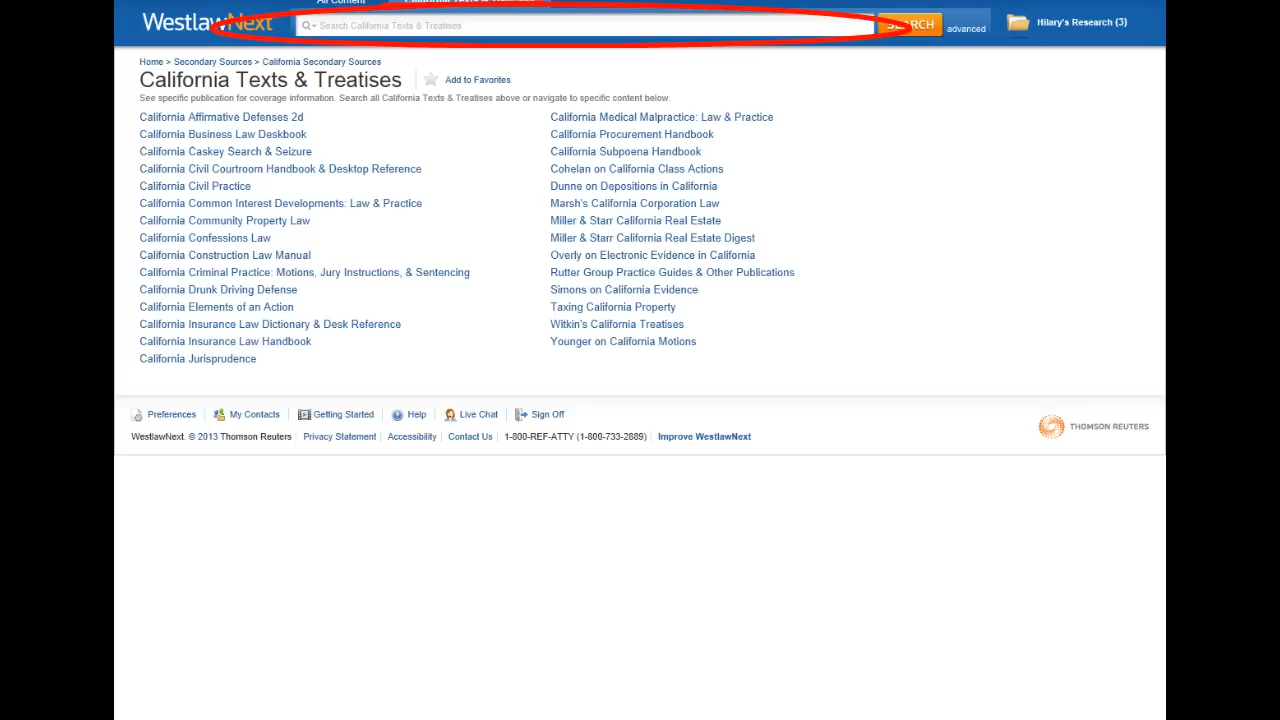 All Content
WestlawNext Search California Texts & Treatises SEARCH advanced Hilary's Research (3)
Home > Secondary Sources > California Secondary Sources
California Texts & Treatises Add to Favorites
See specific publication for coverage information. Search all California Texts & Treatises above or navigate to specific content below.
California Affirmative Defenses 2d
California Business Law Deskbook
California Caskey Search & Seizure
California Civil Courtroom Handbook & Desktop Reference
California Civil Practice
California Common Interest Developments: Law & Practice
California Community Property Law
California Confessions Law
California Construction Law Manual
California Criminal Practice: Motions, Jury Instructions, & Sentencing
California Drunk Driving Defense
California Elements of an Action
California Insurance Law Dictionary & Desk Reference
California Insurance Law Handbook
California Jurisprudence
California Medical Malpractice: Law & Practice
California Procurement Handbook
California Subpoena Handbook
Cohelan on California Class Actions
Dunne on Depositions in California
Marsh's California Corporation Law
Miller & Starr California Real Estate
Miller & Starr California Real Estate Digest
Overly on Electronic Evidence in California
Rutter Group Practice Guides & Other Publications
Simons on California Evidence
Taxing California Property
Witkin's California Treatises
Younger on California Motions
Preferences My Contacts Getting Started Help Live Chat Sign Off
WestlawNext. © 2013 Thomson Reuters Privacy Statement Accessibility Contact Us 1-800-REF-ATTY (1-800-733-2889) Improve WestlawNext
THOMSON REUTERS